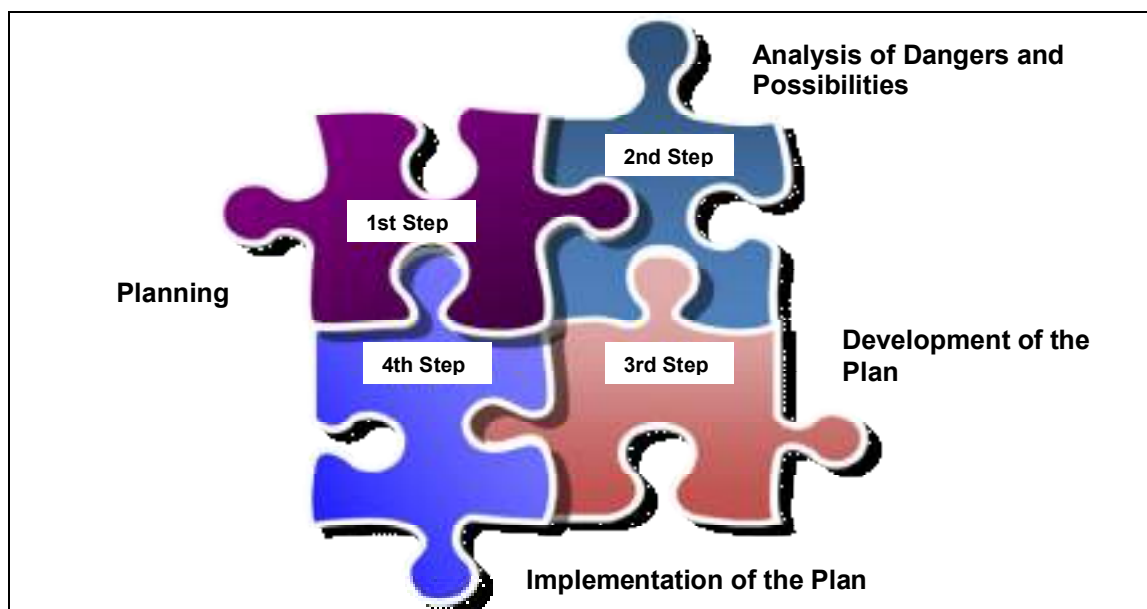 Analysis of Dangers and
Possibilities
2nd Step
1st Step
Planning
Development of the
Plan
4th Step
3rd Step
Implementation of the Plan